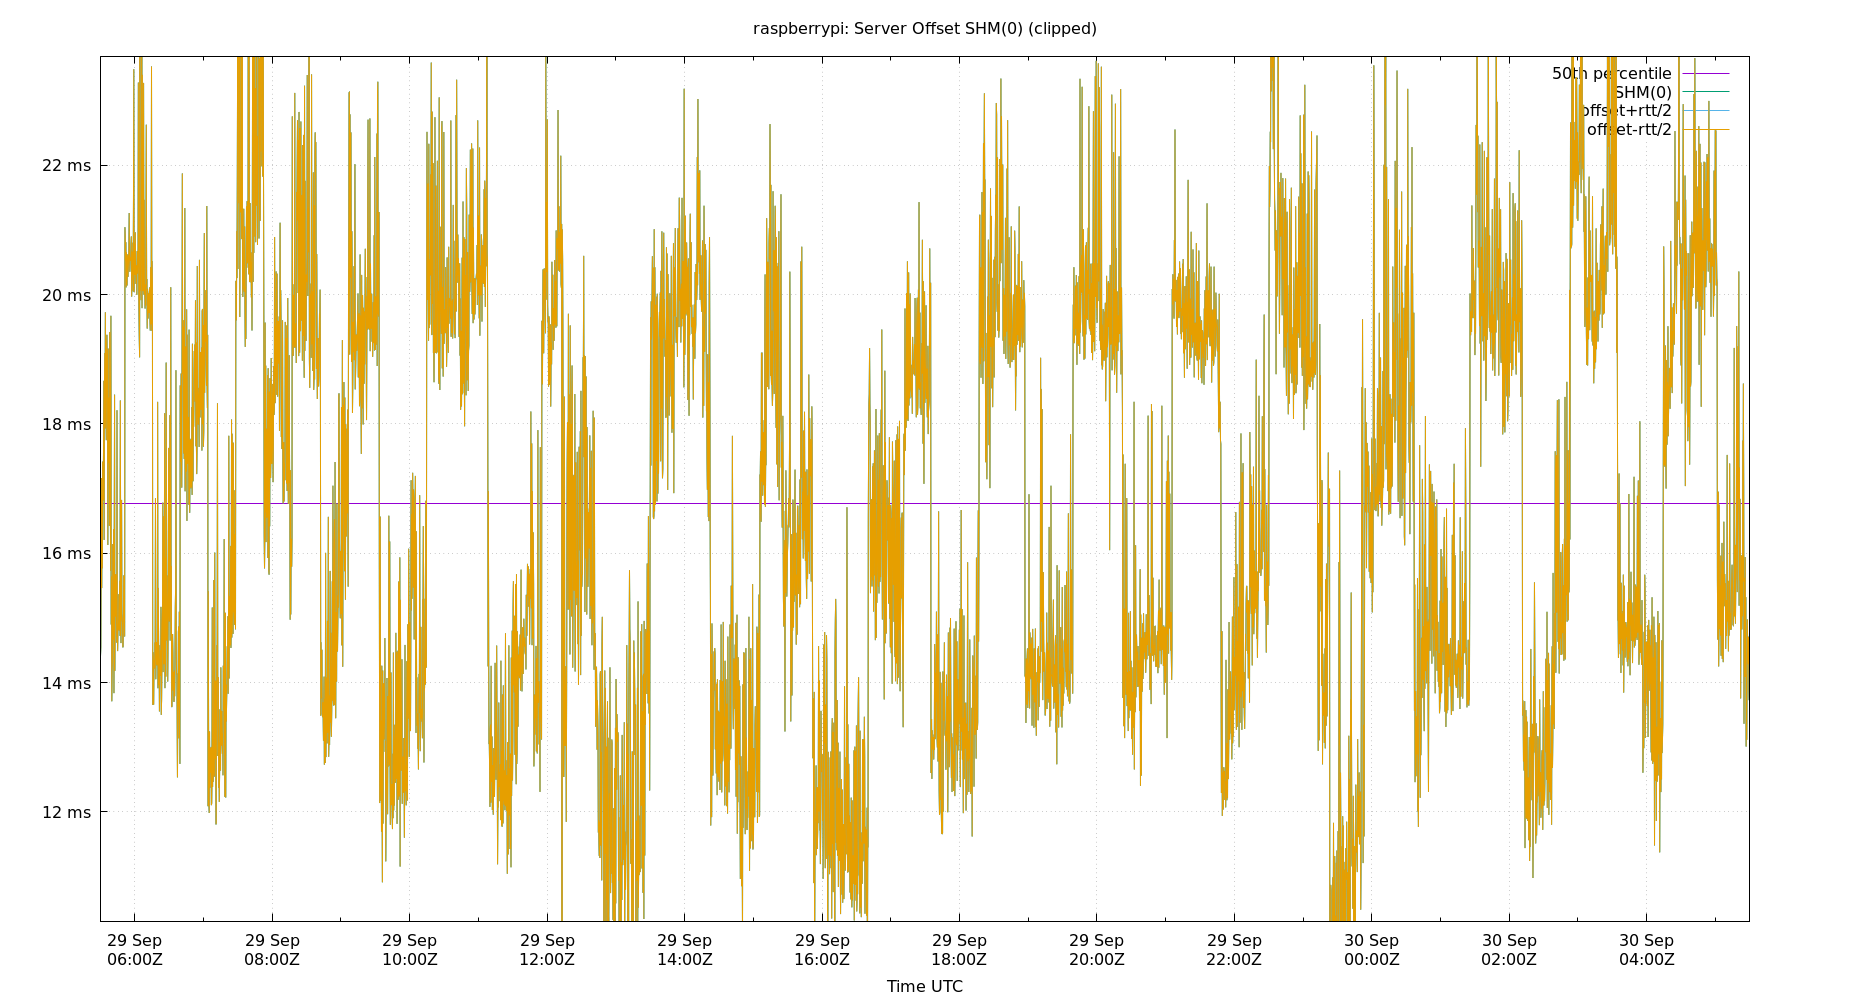 raspberrypi: Server Offset SHM(0) (clipped)
50th percentile
SHM(0)
offset+rtt/2
offset-rtt/2
22 ms
20 ms
18 ms
16 ms
14 ms
12 ms
29 Sep 29 Sep 29 Sep 29 Sep 29 Sep 29 Sep 29 Sep 29 Sep 29 Sep 30 Sep 30 Sep 30 Sep
06:00Z 08:00Z 10:00Z 12:00Z 14:00Z 16:00Z 18:00Z 20:00Z 22:00Z 00:00Z 02:00Z 04:00Z
Time UTC